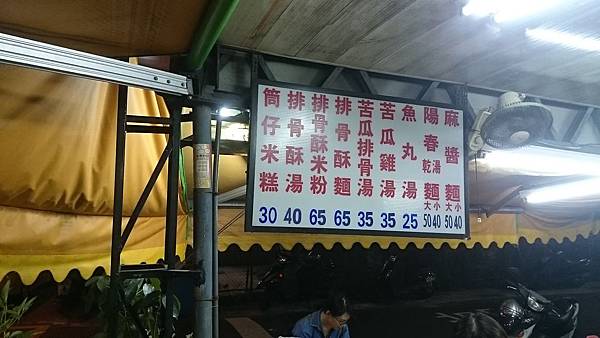 麻醬麵大小 50 40
陽春乾湯麵大小 50 40
魚丸湯 25
苦瓜雞湯 35
苦瓜排骨湯 35
排骨酥麵 65
排骨酥米粉 65
排骨酥湯 40
筒仔米糕 30